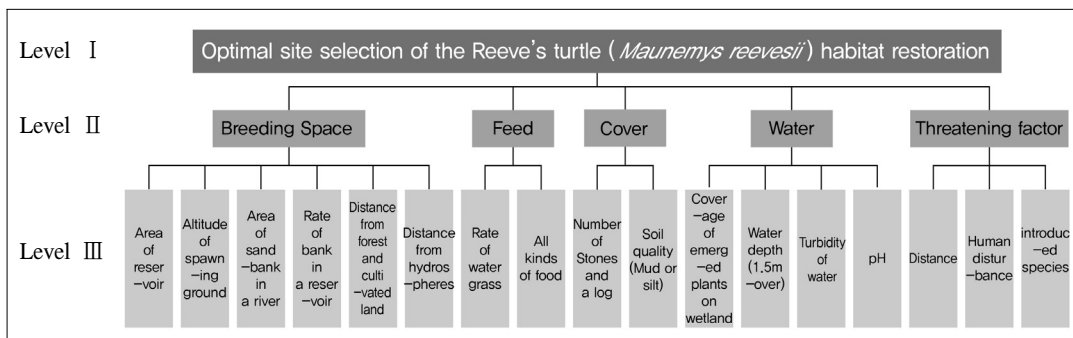 Level Ⅰ
Optimal site selection of the Reeve's turtle ( Maunemys reevesii ) habitat restoration
Level Ⅱ
Breeding Space
Feed
Cover
Water
Threatening factor
Level Ⅲ
Area
of
reser
-voir
Altitude
of
spawn
-ing
ground
Area
of
sand
-bank
in
a river
Rate
of
bank
in
a reser
-voir
Distance
from
forest
and
culti
-vated
land
Distance
from
hydros
-pheres
Rate
of
water
grass
All
kinds
of food
Number
of
Stones
and
a log
Soil
quality
(Mud or
silt)
Cover
-age
of
emerg
-ed
plants
on
wetland
Water
depth
(1.5m
-over)
Turbidity
of
water
pH
Distance
Human
distur
-bance
introduc
-ed
species